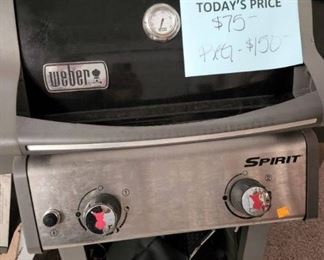 TODAY'S PRICE
$75-
Reg - $150-
weber
SPIRIT